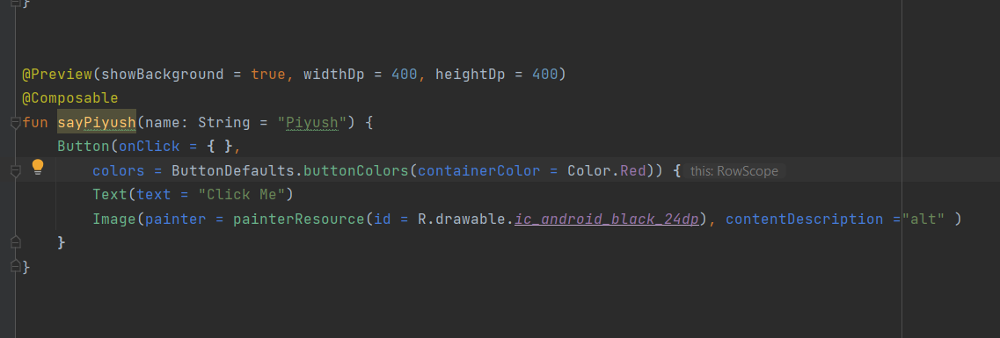 }
@Preview(showBackground = true, widthDp = 400, heightDp = 400)
@Composable
fun sayPiyush(name: String = "Piyush") {
    Button(onClick = { },
        colors = ButtonDefaults.buttonColors(containerColor = Color.Red)) { this: RowScope
        Text(text = "Click Me")
        Image(painter = painterResource(id = R.drawable.ic_android_black_24dp), contentDescription ="alt" )
    }
}